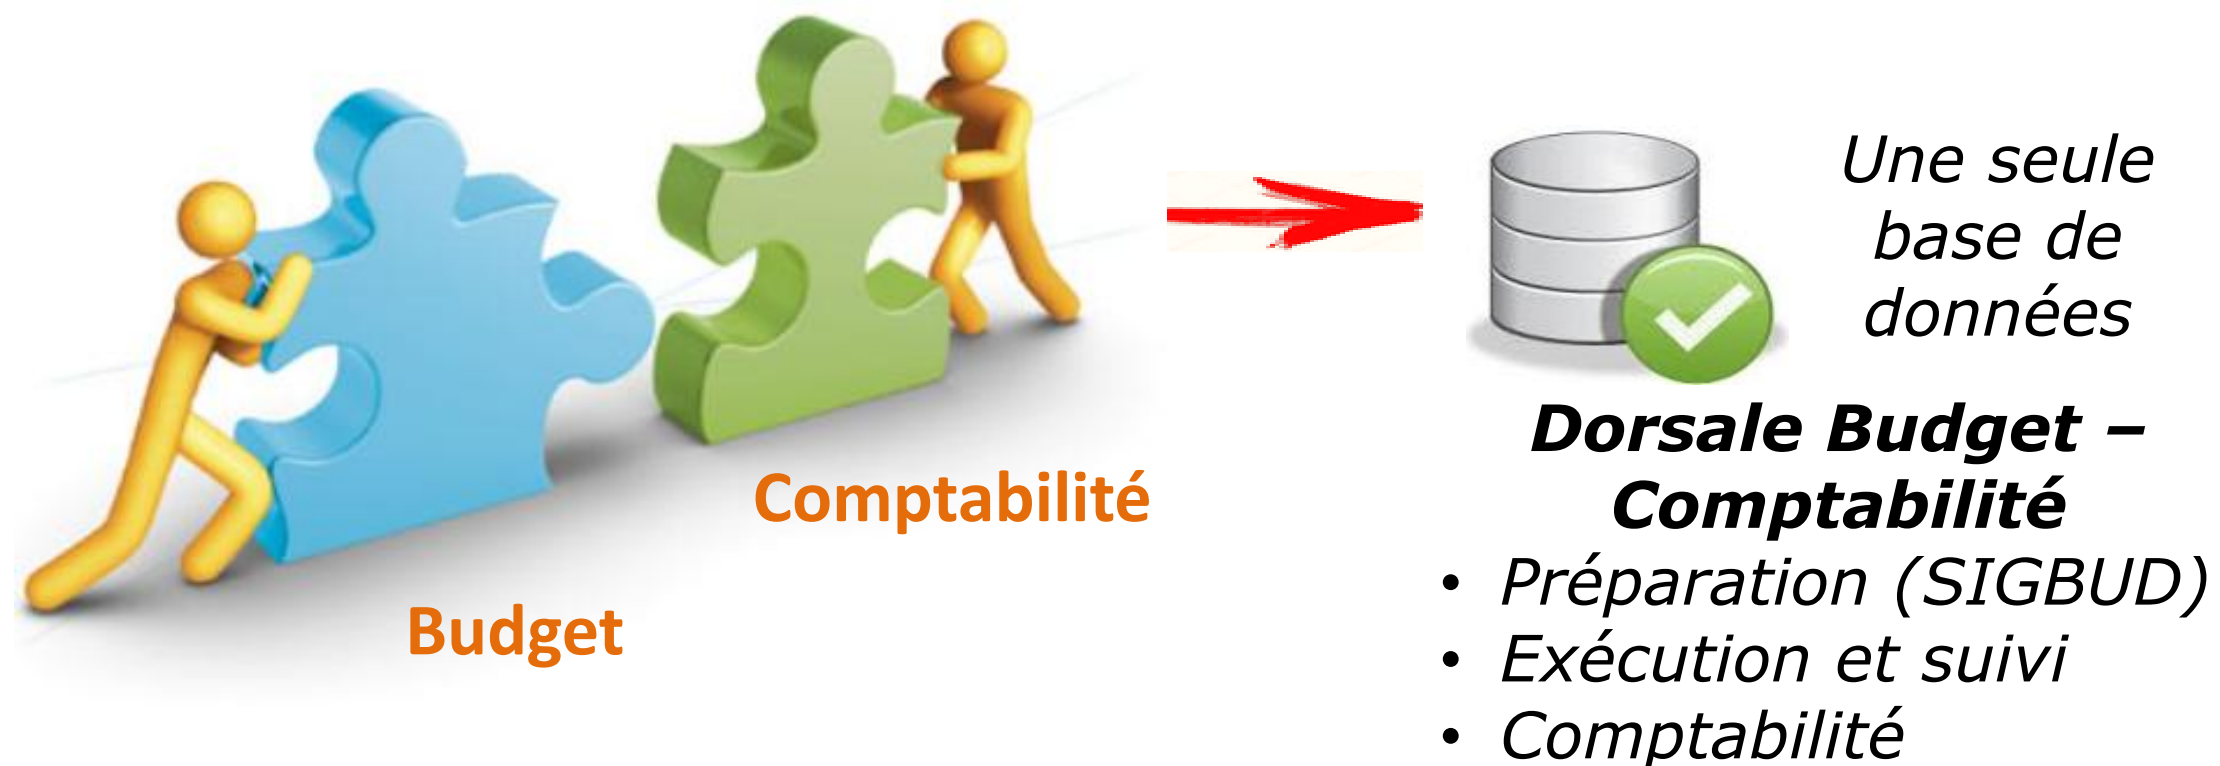 Comptabilité
Budget
Une seule
base de
données
Dorsale Budget –
Comptabilité
• Préparation (SIGBUD)
• Exécution et suivi
• Comptabilité